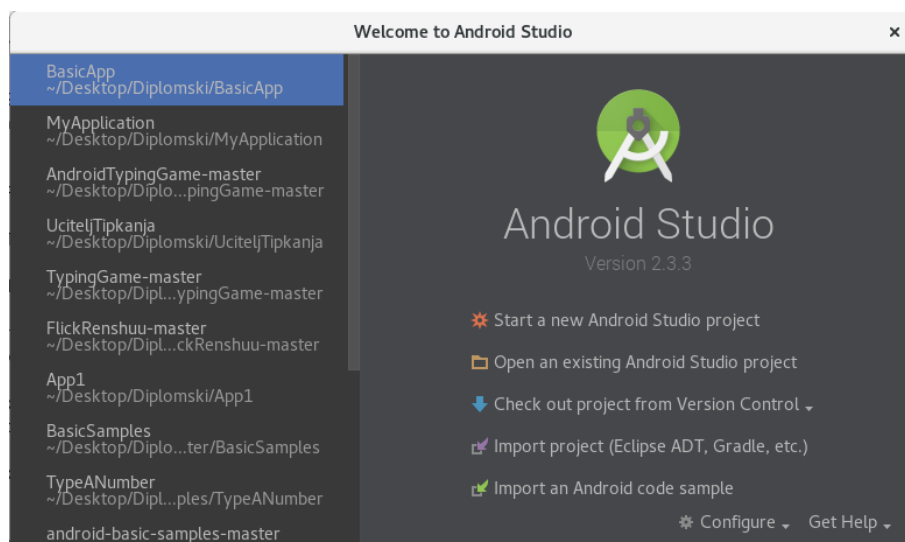 Welcome to Android Studio
BasicApp
~/Desktop/Diplomski/BasicApp
MyApplication
~/Desktop/Diplomski/MyApplication
AndroidTypingGame-master
~/Desktop/Diplo...pingGame-master
UciteljTipkanja
~/Desktop/Diplomski/UciteljTipkanja
TypingGame-master
~/Desktop/Dipl...ypingGame-master
FlickRenshuu-master
~/Desktop/Dipl...ckRenshuu-master
App1
~/Desktop/Diplomski/App1
BasicSamples
~/Desktop/Diplo...ter/BasicSamples
TypeANumber
~/Desktop/Dipl...ples/TypeANumber
android-basic-samples-master
Android Studio
Version 2.3.3
Start a new Android Studio project
Open an existing Android Studio project
Check out project from Version Control
Import project (Eclipse ADT, Gradle, etc.)
Import an Android code sample
Configure Get Help